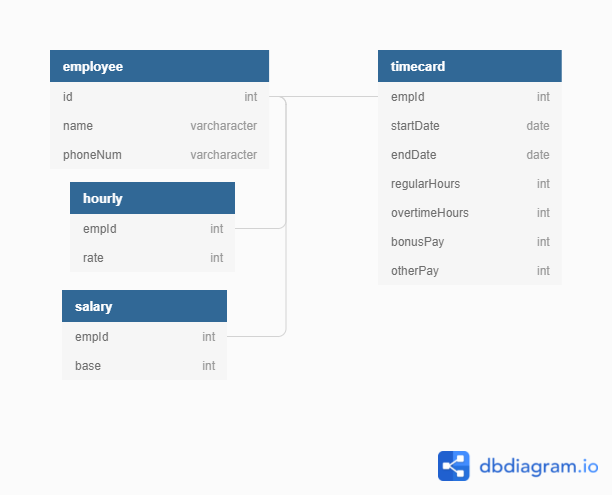 employee
id int
name varcharacter
phoneNum varcharacter
hourly
empId int
rate int
salary
empId int
base int
timecard
empId int
startDate date
endDate date
regularHours int
overtimeHours int
bonusPay int
otherPay int
dbdiagram.io